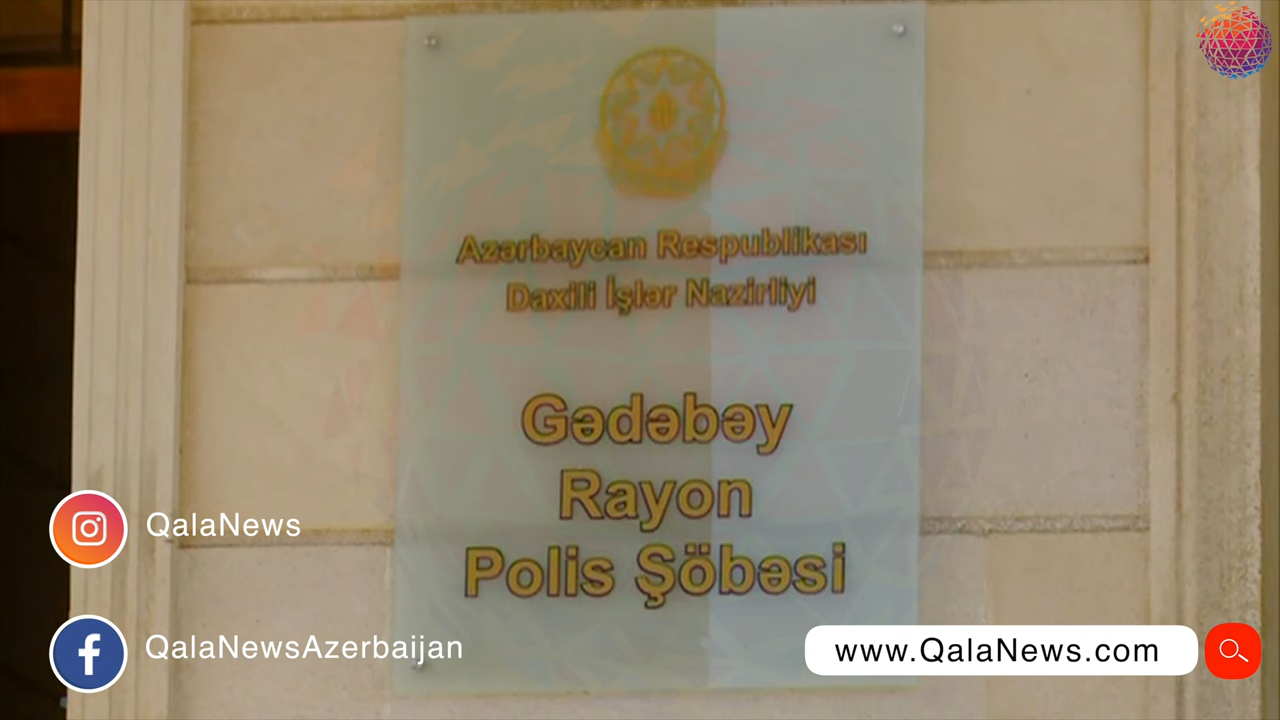 Azərbaycan Respublikası
Daxili İşlər Nazirliyi
Gədəbəy
Rayon
Polis Şöbəsi
QalaNews
QalaNewsAzerbaijan
www.QalaNews.com